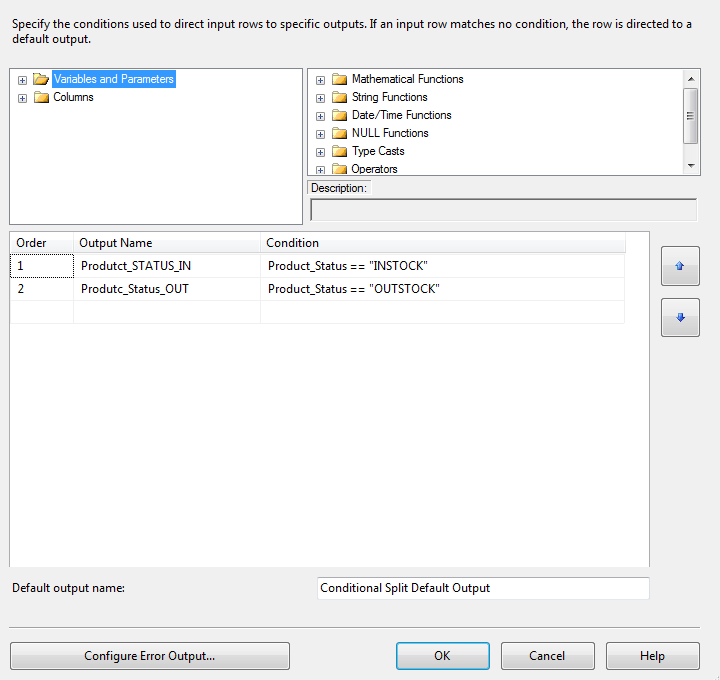 Specify the conditions used to direct input rows to specific outputs. If an input row matches no condition, the row is directed to a
default output.
Variables and Parameters
Columns
Mathematical Functions
String Functions
Date/Time Functions
NULL Functions
Type Casts
Operators
Description:
Order Output Name Condition
1 Produtct_STATUS_IN Product_Status == "INSTOCK"
2 Produtc_Status_OUT Product_Status == "OUTSTOCK"
Default output name: Conditional Split Default Output
Configure Error Output... OK Cancel Help